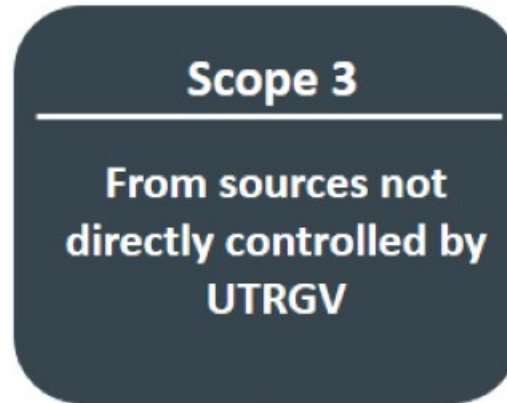 Scope 3
From sources not
directly controlled by
UTRGV